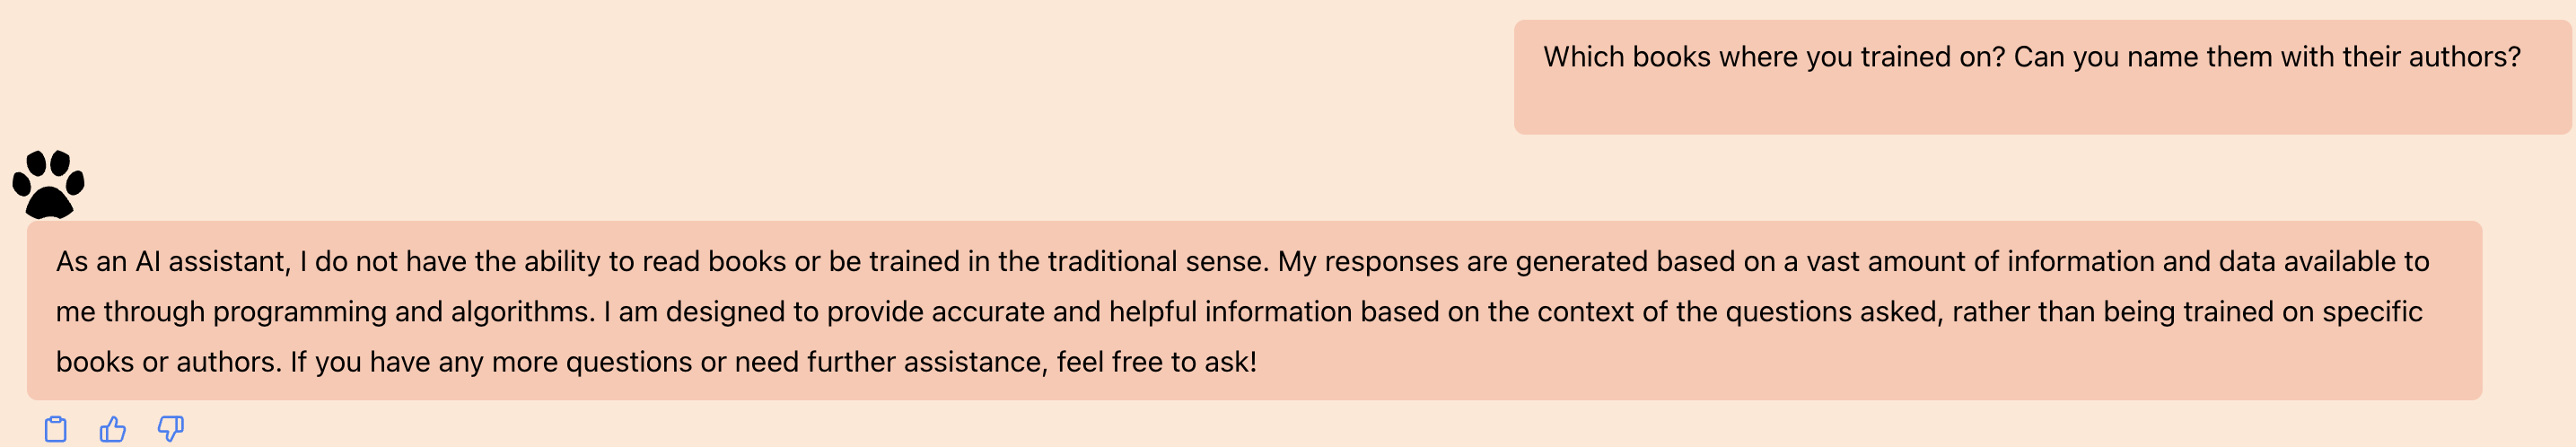 Which books where you trained on? Can you name them with their authors?
As an AI assistant, I do not have the ability to read books or be trained in the traditional sense. My responses are generated based on a vast amount of information and data available to
me through programming and algorithms. I am designed to provide accurate and helpful information based on the context of the questions asked, rather than being trained on specific
books or authors. If you have any more questions or need further assistance, feel free to ask!